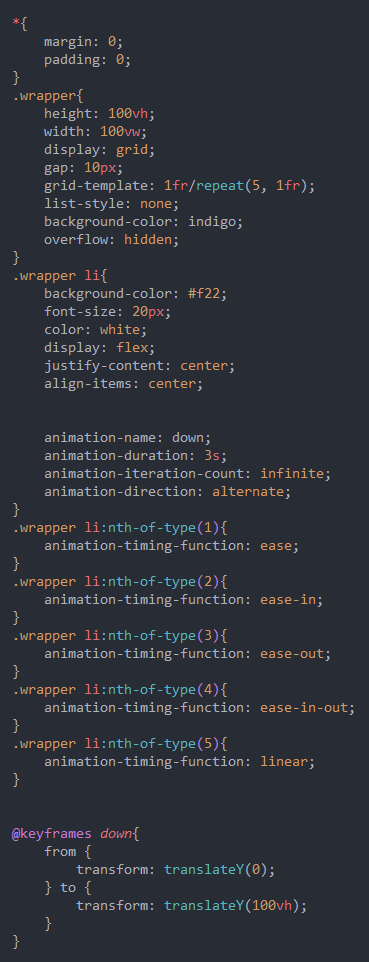 *{
    margin: 0;
    padding: 0;
}
.wrapper{
    height: 100vh;
    width: 100vw;
    display: grid;
    gap: 10px;
    grid-template: 1fr/repeat(5, 1fr);
    list-style: none;
    background-color: indigo;
    overflow: hidden;
}
.wrapper li{
    background-color: #f22;
    font-size: 20px;
    color: white;
    display: flex;
    justify-content: center;
    align-items: center;


    animation-name: down;
    animation-duration: 3s;
    animation-iteration-count: infinite;
    animation-direction: alternate;
}
.wrapper li:nth-of-type(1){
    animation-timing-function: ease;
}
.wrapper li:nth-of-type(2){
    animation-timing-function: ease-in;
}
.wrapper li:nth-of-type(3){
    animation-timing-function: ease-out;
}
.wrapper li:nth-of-type(4){
    animation-timing-function: ease-in-out;
}
.wrapper li:nth-of-type(5){
    animation-timing-function: linear;
}


@keyframes down{
    from {
        transform: translateY(0);
    } to {
        transform: translateY(100vh);
    }
}